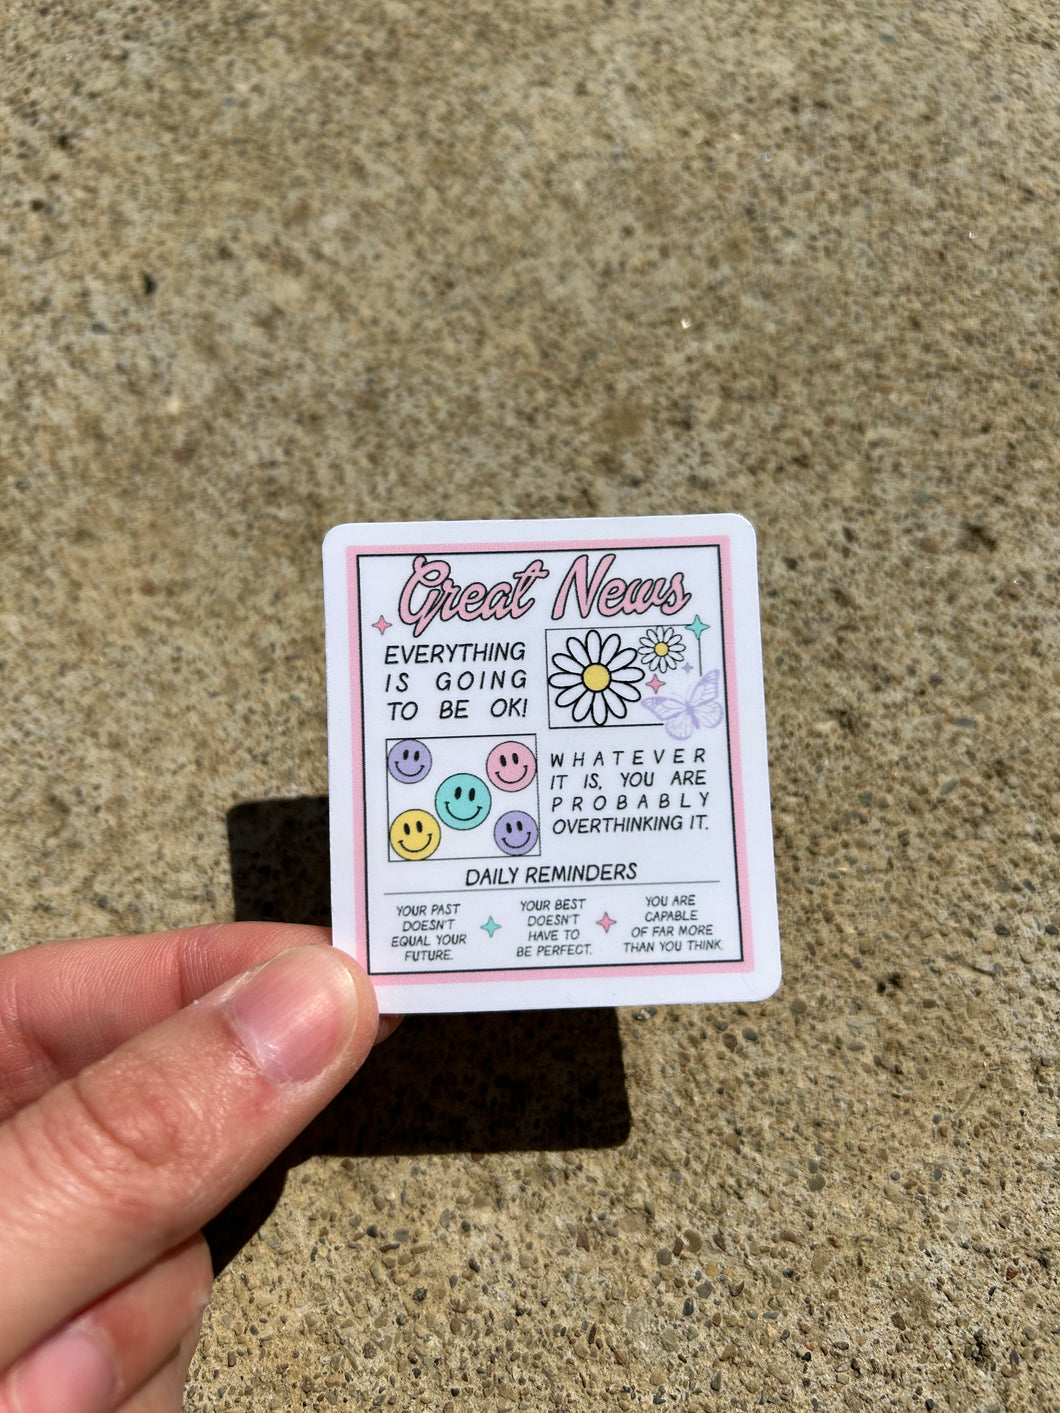 Great News
EVERYTHING
IS GOING
TO BE OK!
WHATEVER
IT IS, YOU ARE
PROBABLY
OVERTHINKING IT.
DAILY REMINDERS
YOUR PAST
DOESN'T
EQUAL YOUR
FUTURE.
YOUR BEST
DOESN'T
HAVE TO
BE PERFECT.
YOU ARE
CAPABLE
OF FAR MORE
THAN YOU THINK.